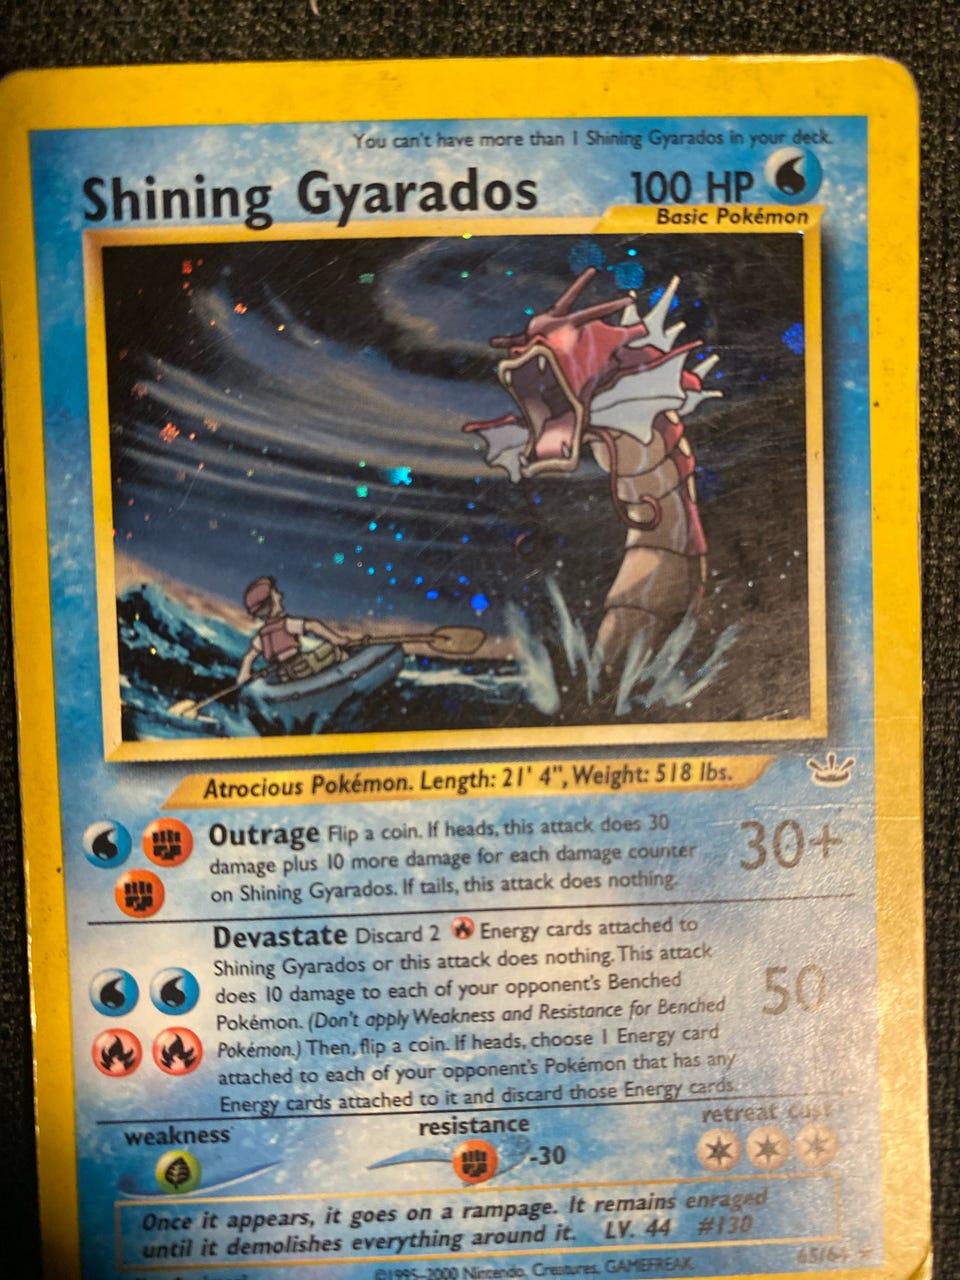 You can't have more than 1 Shining Gyarados in your deck.
Shining Gyarados 100 HP
Basic Pokémon
Atrocious Pokémon. Length: 21' 4", Weight: 518 lbs.
Outrage Flip a coin. If heads, this attack does 30
damage plus 10 more damage for each damage counter
on Shining Gyarados. If tails, this attack does nothing.
30+
Devastate Discard 2 Energy cards attached to
Shining Gyarados or this attack does nothing. This attack
does 10 damage to each of your opponent's Benched
Pokémon. (Don't apply Weakness and Resistance for Benched
Pokémon.) Then, flip a coin. If heads, choose 1 Energy card
attached to each of your opponent's Pokémon that has any
Energy cards attached to it and discard those Energy cards.
50
weakness
resistance
-30
retreat cost
Once it appears, it goes on a rampage. It remains enraged
until it demolishes everything around it. LV. 44 #130
©1995-2000 Nintendo, Creatures, GAMEFREAK
65/64